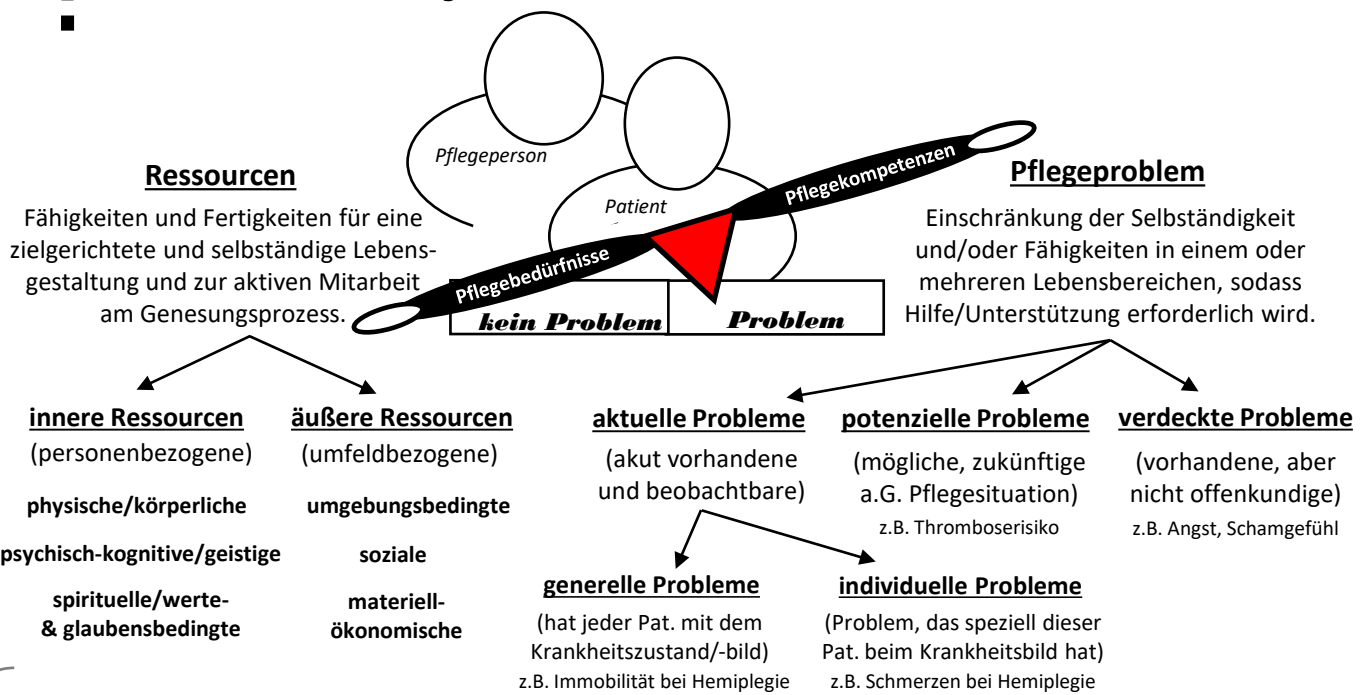 Pflegeperson
Patient
Pflegekompetenzen
Pflegebedürfnisse
kein Problem
Problem
Ressourcen
Fähigkeiten und Fertigkeiten für eine
zielgerichtete und selbständige Lebens-
gestaltung und zur aktiven Mitarbeit
am Genesungsprozess.
innere Ressourcen
(personenbezogene)
physische/körperliche
psychisch-kognitive/geistige
spirituelle/werte-
& glaubensbedingte
äußere Ressourcen
(umfeldbezogene)
umgebungsbedingte
soziale
materiell-
ökonomische
Pflegeproblem
Einschränkung der Selbständigkeit
und/oder Fähigkeiten in einem oder
mehreren Lebensbereichen, sodass
Hilfe/Unterstützung erforderlich wird.
aktuelle Probleme
(akut vorhandene
und beobachtbare)
generelle Probleme
(hat jeder Pat. mit dem
Krankheitszustand/-bild)
z.B. Immobilität bei Hemiplegie
individuelle Probleme
(Problem, das speziell dieser
Pat. beim Krankheitsbild hat)
z.B. Schmerzen bei Hemiplegie
potenzielle Probleme
(mögliche, zukünftige
a.G. Pflegesituation)
z.B. Thromboserisiko
verdeckte Probleme
(vorhandene, aber
nicht offenkundige)
z.B. Angst, Schamgefühl